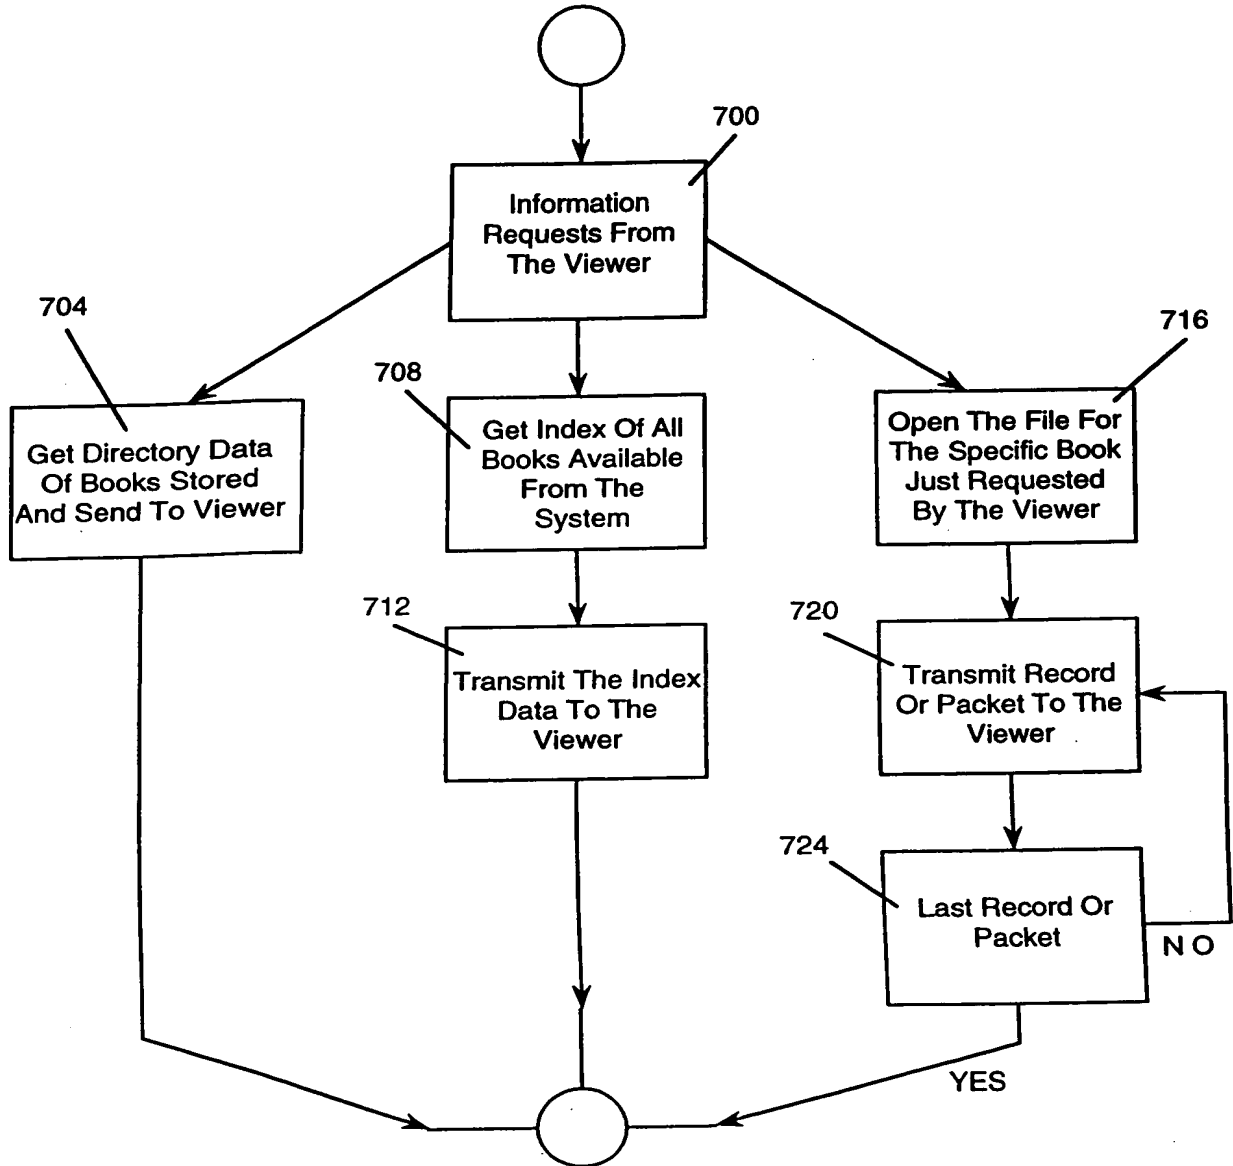 700
Information
Requests From
The Viewer
704
Get Directory Data
Of Books Stored
And Send To Viewer
708
Get Index Of All
Books Available
From The
System
716
Open The File For
The Specific Book
Just Requested
By The Viewer
712
Transmit The Index
Data To The
Viewer
720
Transmit Record
Or Packet To The
Viewer
724
Last Record Or
Packet
NO
YES